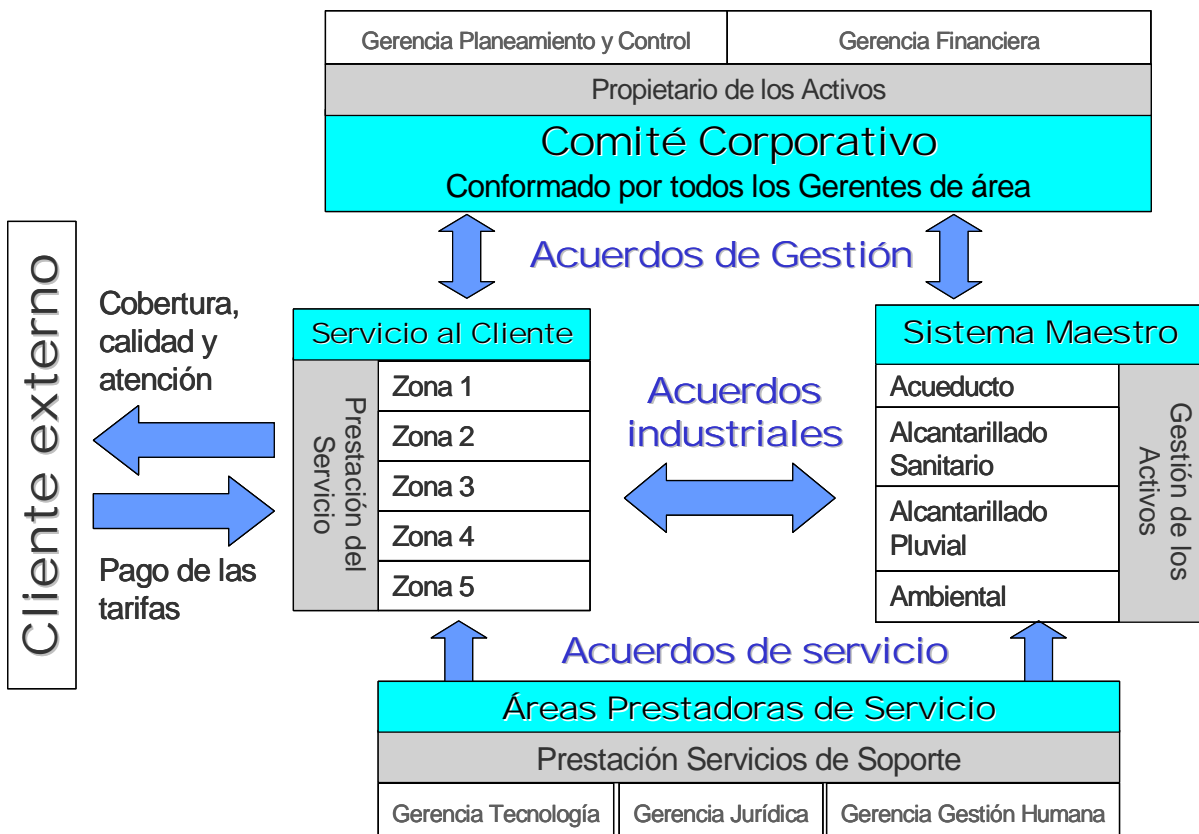 Gerencia Planeamiento y Control
Gerencia Financiera
Propietario de los Activos
Comité Corporativo
Conformado por todos los Gerentes de área
Acuerdos de Gestión
Cliente externo
Cobertura,
calidad y
atención
Pago de las
tarifas
Servicio al Cliente
Prestación del
Servicio
Zona 1
Zona 2
Zona 3
Zona 4
Zona 5
Acuerdos
industriales
Sistema Maestro
Acueducto
Alcantarillado
Sanitario
Alcantarillado
Pluvial
Ambiental
Gestión de los
Activos
Acuerdos de servicio
Áreas Prestadoras de Servicio
Prestación Servicios de Soporte
Gerencia Tecnología
Gerencia Jurídica
Gerencia Gestión Humana